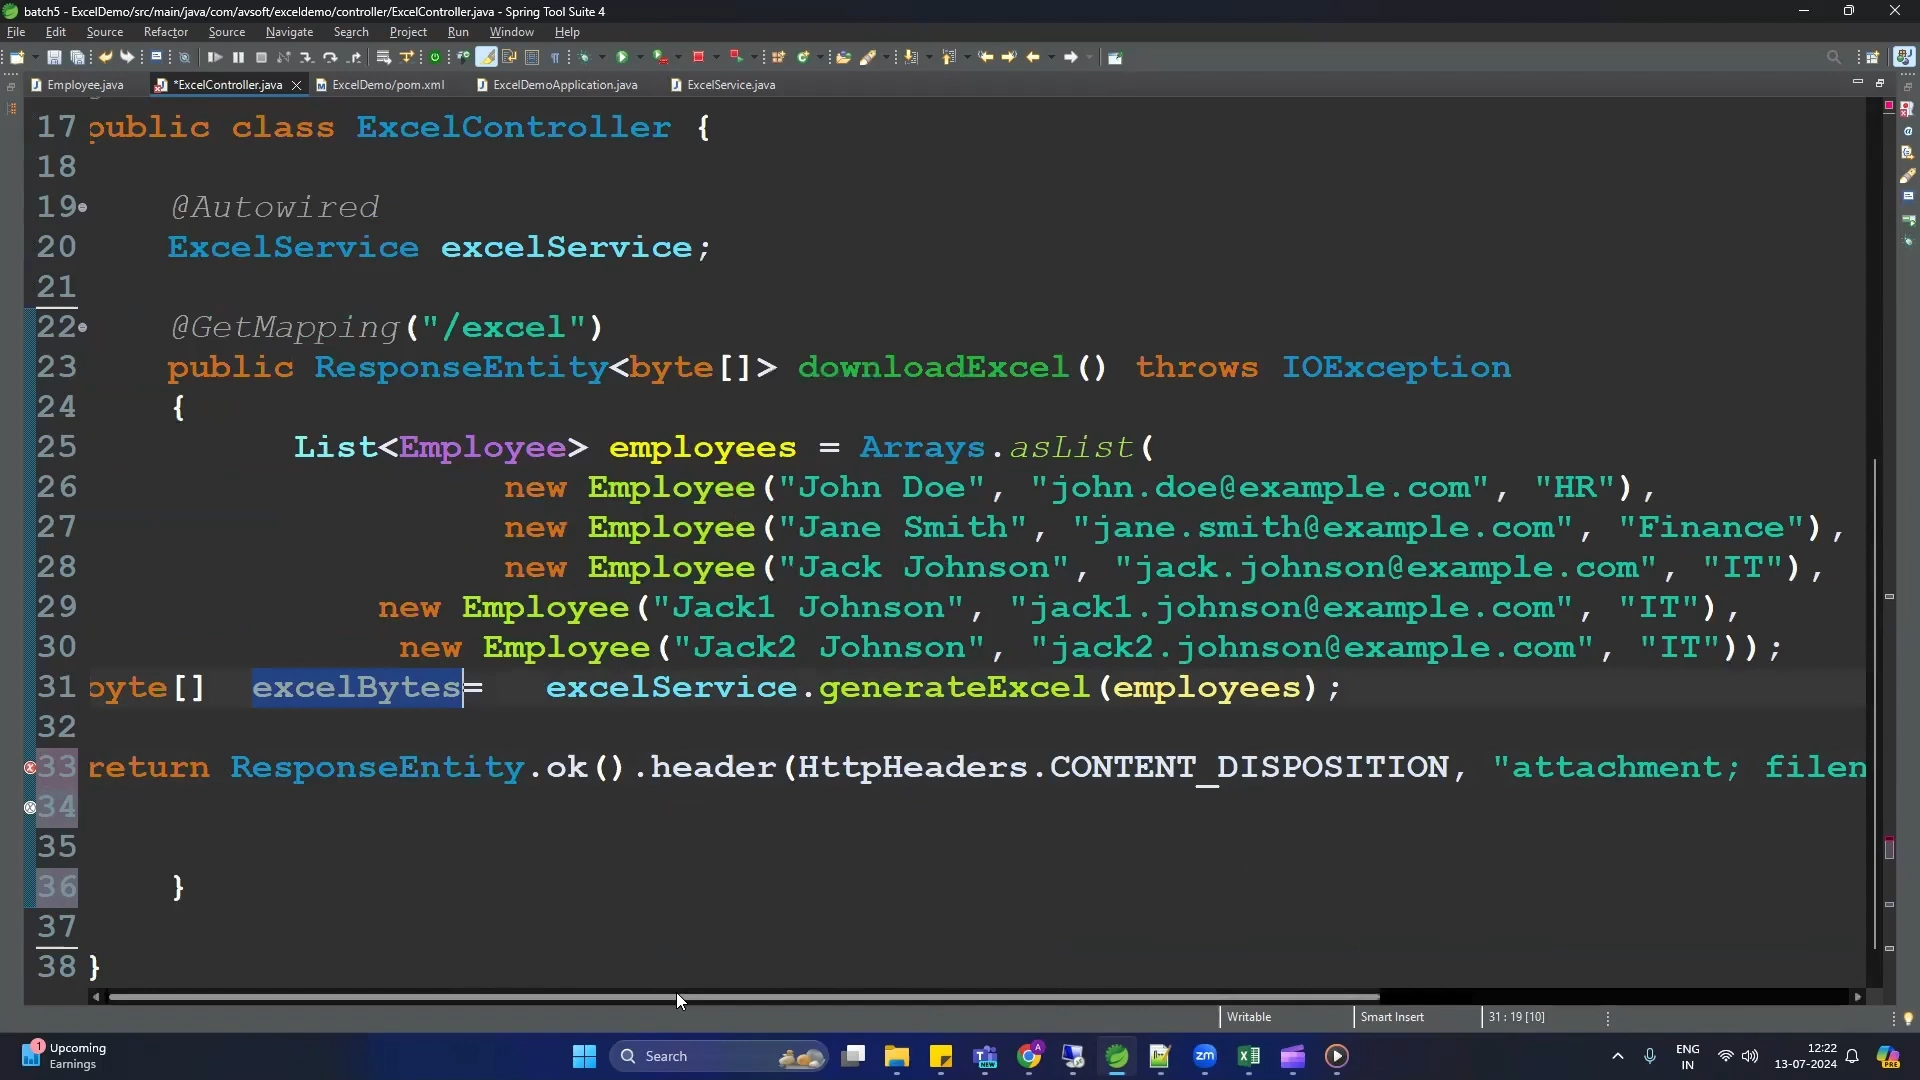 batch5 - ExcelDemo/src/main/java/com/avsoft/exceldemo/controller/ExcelController.java - Spring Tool Suite 4
File Edit Source Refactor Source Navigate Search Project Run Window Help
Employee.java *ExcelController.java ExcelDemo/pom.xml ExcelDemoApplication.java ExcelService.java
17 public class ExcelController {
18
19 @Autowired
20 ExcelService excelService;
21
22 @GetMapping("/excel")
23 public ResponseEntity<byte[]> downloadExcel() throws IOException
24 {
25 List<Employee> employees = Arrays.asList(
26 new Employee("John Doe", "john.doe@example.com", "HR"),
27 new Employee("Jane Smith", "jane.smith@example.com", "Finance"),
28 new Employee("Jack Johnson", "jack.johnson@example.com", "IT"),
29 new Employee("Jack1 Johnson", "jack1.johnson@example.com", "IT"),
30 new Employee("Jack2 Johnson", "jack2.johnson@example.com", "IT"));
31 byte[] excelBytes= excelService.generateExcel(employees);
32
33 return ResponseEntity.ok().header(HttpHeaders.CONTENT_DISPOSITION, "attachment; filen
34
35
36 }
37
38 }
Writable Smart Insert 31 : 19 [10]
1 Upcoming
Earnings
Search
zm
ENG
IN
12:22
13-07-2024
PRE